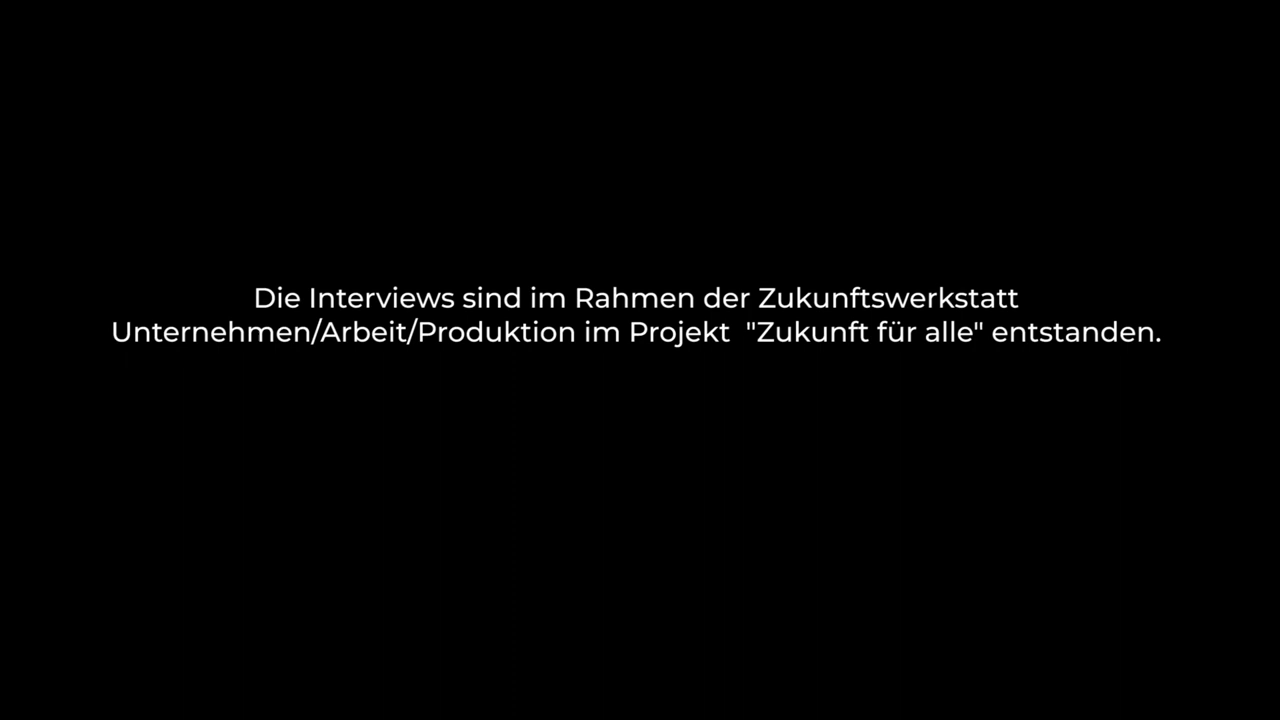 Die Interviews sind im Rahmen der Zukunftswerkstatt
Unternehmen/Arbeit/Produktion im Projekt  "Zukunft für alle" entstanden.